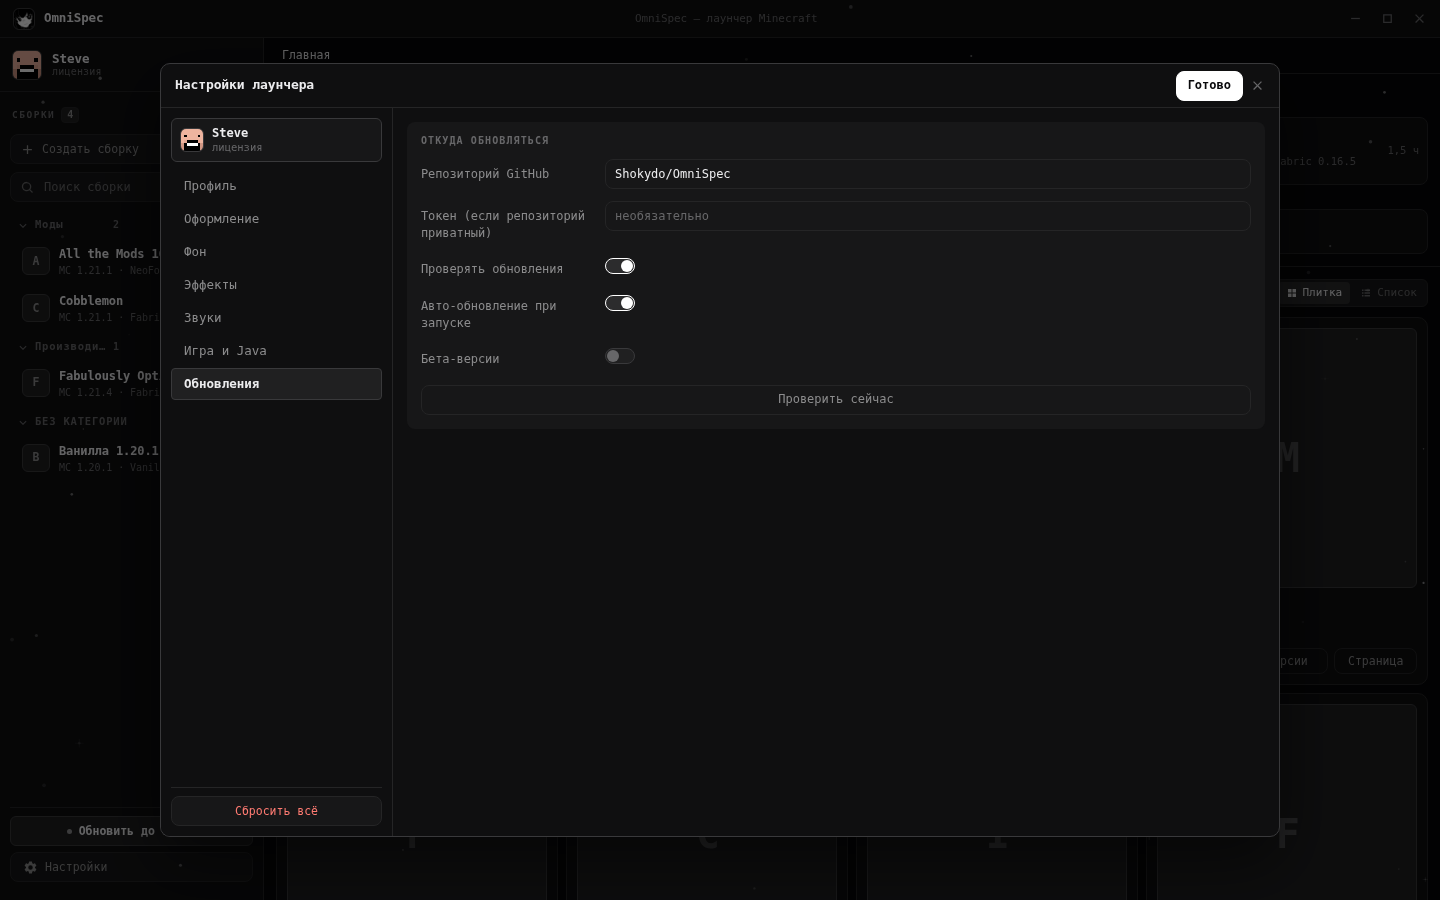 OmniSpec
OmniSpec — лаунчер Minecraft
Steve
лицензия
Главная
СБОРКИ 4
Создать сборку
Поиск сборки
Моды 2
A
All the Mods 1
MC 1.21.1 · NeoFo
C
Cobblemon
MC 1.21.1 · Fabri
Производи… 1
F
Fabulously Opt
MC 1.21.4 · Fabri
БЕЗ КАТЕГОРИИ
В
Ванилла 1.20.1
MC 1.20.1 · Vanil
Обновить до
Настройки
Настройки лаунчера
Готово
Steve
лицензия
Профиль
Оформление
Фон
Эффекты
Звуки
Игра и Java
Обновления
Сбросить всё
ОТКУДА ОБНОВЛЯТЬСЯ
Репозиторий GitHub
Shokydo/OmniSpec
Токен (если репозиторий
приватный)
необязательно
Проверять обновления
Авто-обновление при
запуске
Бета-версии
Проверить сейчас
abric 0.16.5
1,5 ч
Плитка
Список
M
рсии
Страница
F